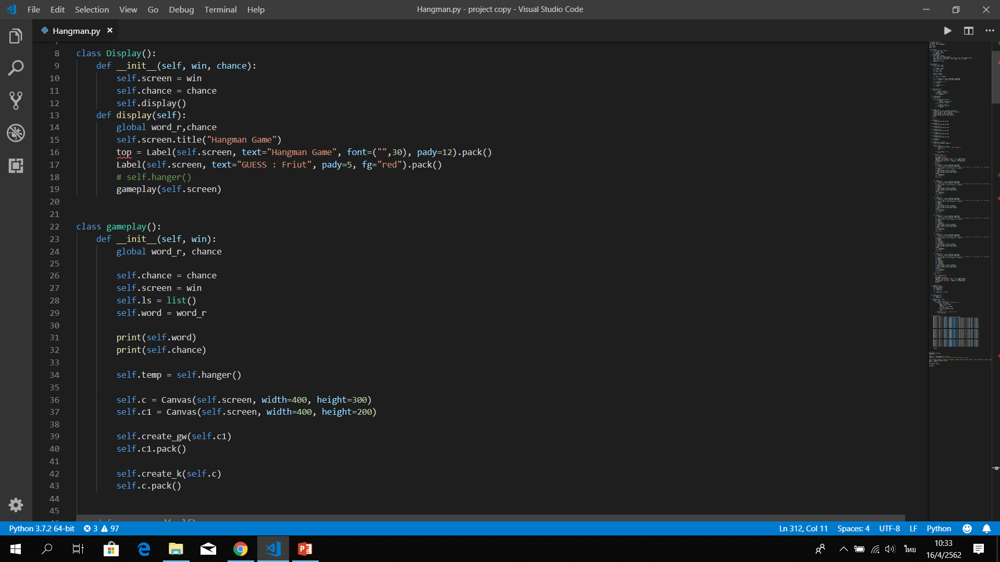 File Edit Selection View Go Debug Terminal Help
Hangman.py - project copy - Visual Studio Code
Hangman.py
8 class Display():
9 def __init__(self, win, chance):
10 self.screen = win
11 self.chance = chance
12 self.display()
13 def display(self):
14 global word_r,chance
15 self.screen.title("Hangman Game")
16 top = Label(self.screen, text="Hangman Game", font=("",30), pady=12).pack()
17 Label(self.screen, text="GUESS : Friut", pady=5, fg="red").pack()
18 # self.hanger()
19 gameplay(self.screen)
20
21
22 class gameplay():
23 def __init__(self, win):
24 global word_r, chance
25
26 self.chance = chance
27 self.screen = win
28 self.ls = list()
29 self.word = word_r
30
31 print(self.word)
32 print(self.chance)
33
34 self.temp = self.hanger()
35
36 self.c = Canvas(self.screen, width=400, height=300)
37 self.c1 = Canvas(self.screen, width=400, height=200)
38
39 self.create_gw(self.c1)
40 self.c1.pack()
41
42 self.create_k(self.c)
43 self.c.pack()
44
45
Python 3.7.2 64-bit 3 97
Ln 312, Col 11 Spaces: 4 UTF-8 LF Python
ไทย
10:33
16/4/2562